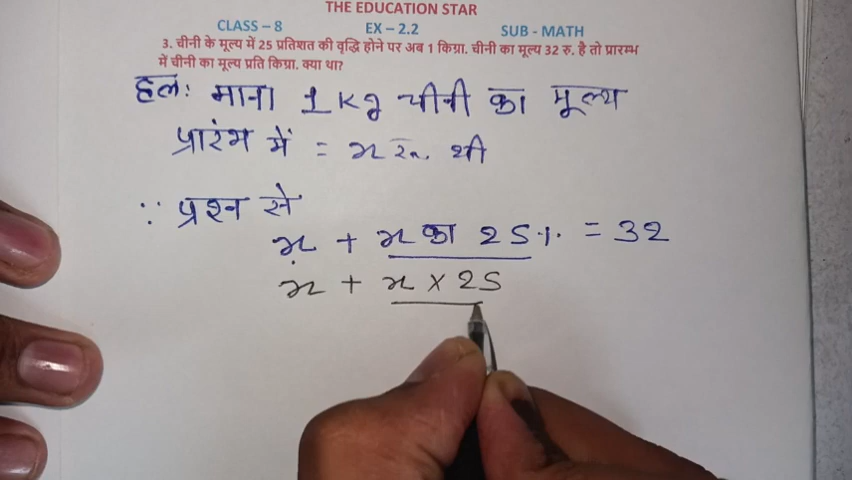 THE EDUCATION STAR
CLASS – 8 EX – 2.2 SUB - MATH
3. चीनी के मूल्य में 25 प्रतिशत की वृद्धि होने पर अब 1 किग्रा. चीनी का मूल्य 32 रु. है तो प्रारम्भ
में चीनी का मूल्य प्रति किग्रा. क्या था?
हल: माना 1 Kg चीनी का मूल्य
प्रारंभ में = x रू. थी
∵ प्रश्न से
x + x का 25% = 32
x + x × 25